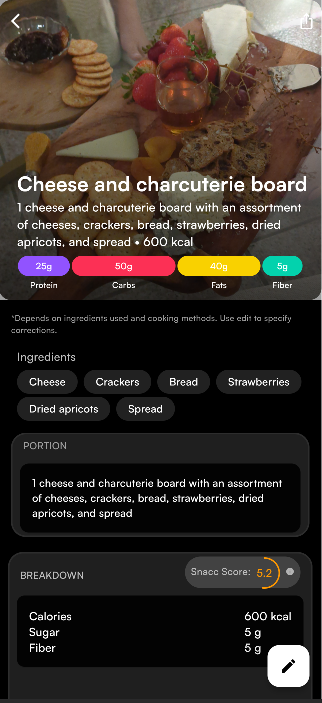 Cheese and charcuterie board
1 cheese and charcuterie board with an assortment
of cheeses, crackers, bread, strawberries, dried
apricots, and spread • 600 kcal
25g 50g 40g 5g
Protein Carbs Fats Fiber
*Depends on ingredients used and cooking methods. Use edit to specify
corrections.
Ingredients
Cheese Crackers Bread Strawberries
Dried apricots Spread
PORTION
1 cheese and charcuterie board with an assortment
of cheeses, crackers, bread, strawberries, dried
apricots, and spread
BREAKDOWN Snacc Score: 5.2
Calories 600 kcal
Sugar 5 g
Fiber 5 g